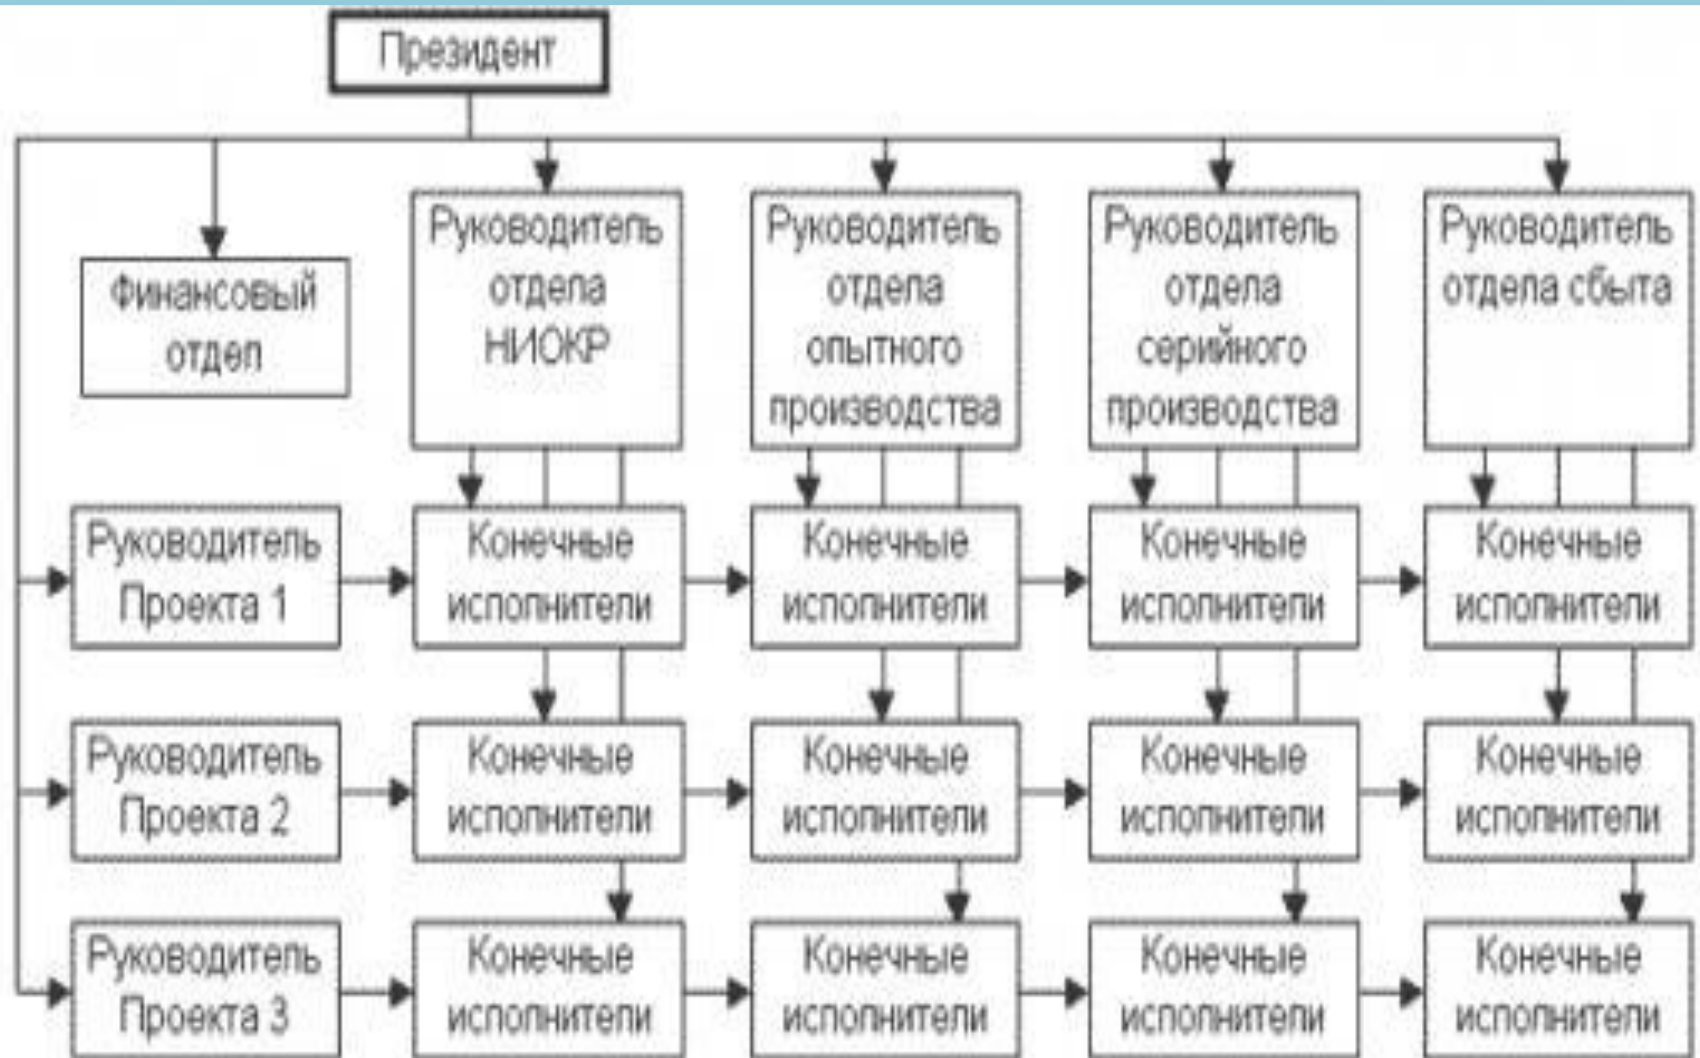 Президент
Финансовый
отдел
Руководитель
отдела
НИОКР
Руководитель
отдела
опытного
производства
Руководитель
отдела
серийного
производства
Руководитель
отдела сбыта
Руководитель
Проекта 1
Конечные
исполнители
Конечные
исполнители
Конечные
исполнители
Конечные
исполнители
Руководитель
Проекта 2
Конечные
исполнители
Конечные
исполнители
Конечные
исполнители
Конечные
исполнители
Руководитель
Проекта 3
Конечные
исполнители
Конечные
исполнители
Конечные
исполнители
Конечные
исполнители